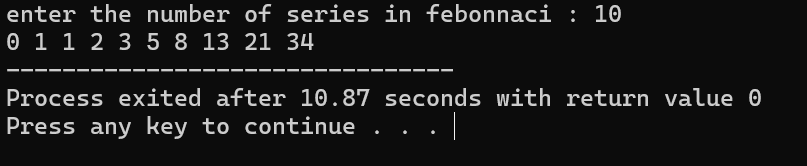 enter the number of series in febonnaci : 10
0 1 1 2 3 5 8 13 21 34
--------------------------------
Process exited after 10.87 seconds with return value 0
Press any key to continue . . .